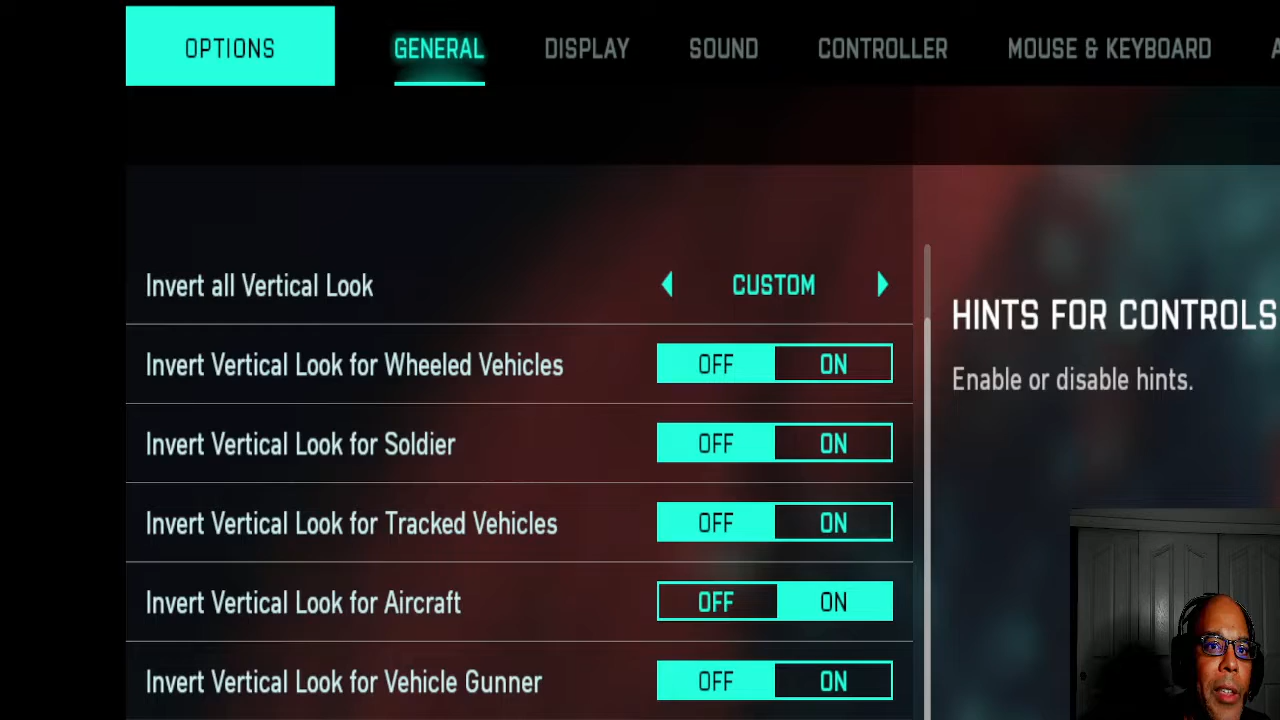 OPTIONS GENERAL DISPLAY SOUND CONTROLLER MOUSE & KEYBOARD
Invert all Vertical Look CUSTOM
HINTS FOR CONTROLS
Invert Vertical Look for Wheeled Vehicles OFF ON
Enable or disable hints.
Invert Vertical Look for Soldier OFF ON
Invert Vertical Look for Tracked Vehicles OFF ON
Invert Vertical Look for Aircraft OFF ON
Invert Vertical Look for Vehicle Gunner OFF ON